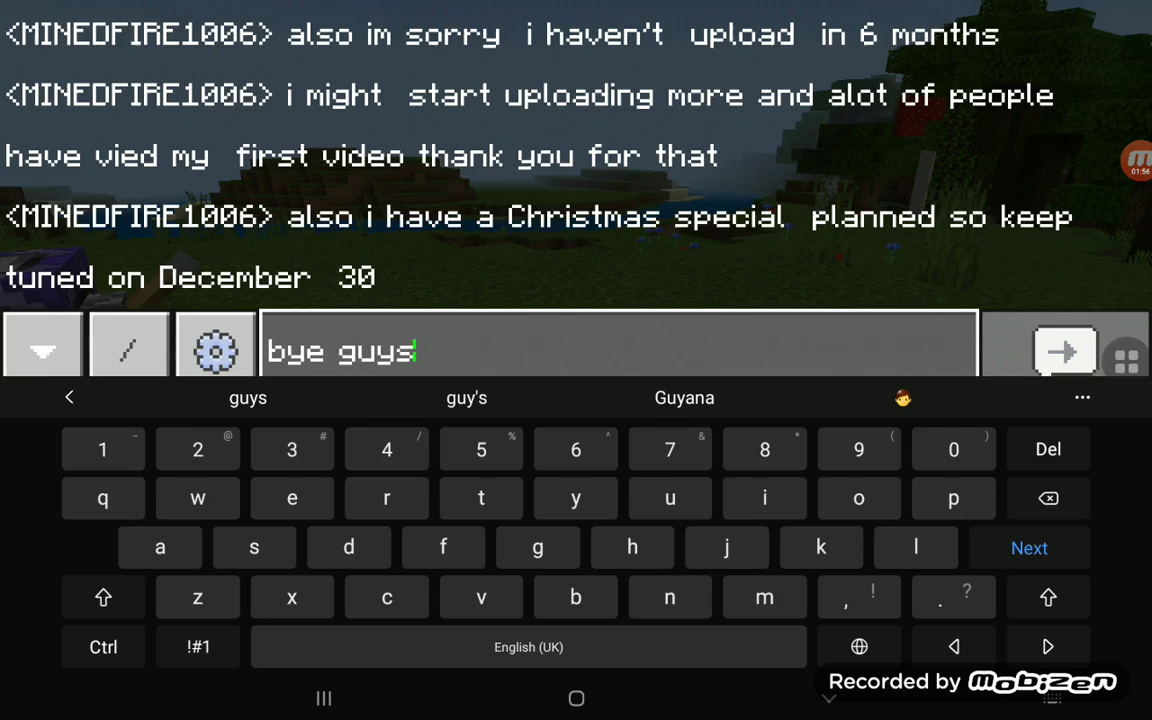 <MINEDFIRE1006> also im sorry i haven't upload in 6 months
<MINEDFIRE1006> i might start uploading more and alot of people
have vied my first video thank you for that
<MINEDFIRE1006> also i have a Christmas special planned so keep
tuned on December 30
/ bye guys
01:56
guys guy's Guyana ...
1 - 2 @ 3 # 4 / 5 % 6 ^ 7 & 8 * 9 ( 0 ) Del
q w e r t y u i o p
a s d f g h j k l Next
z x c v b n m , ! . ?
Ctrl !#1 English (UK)
Recorded by mobizen